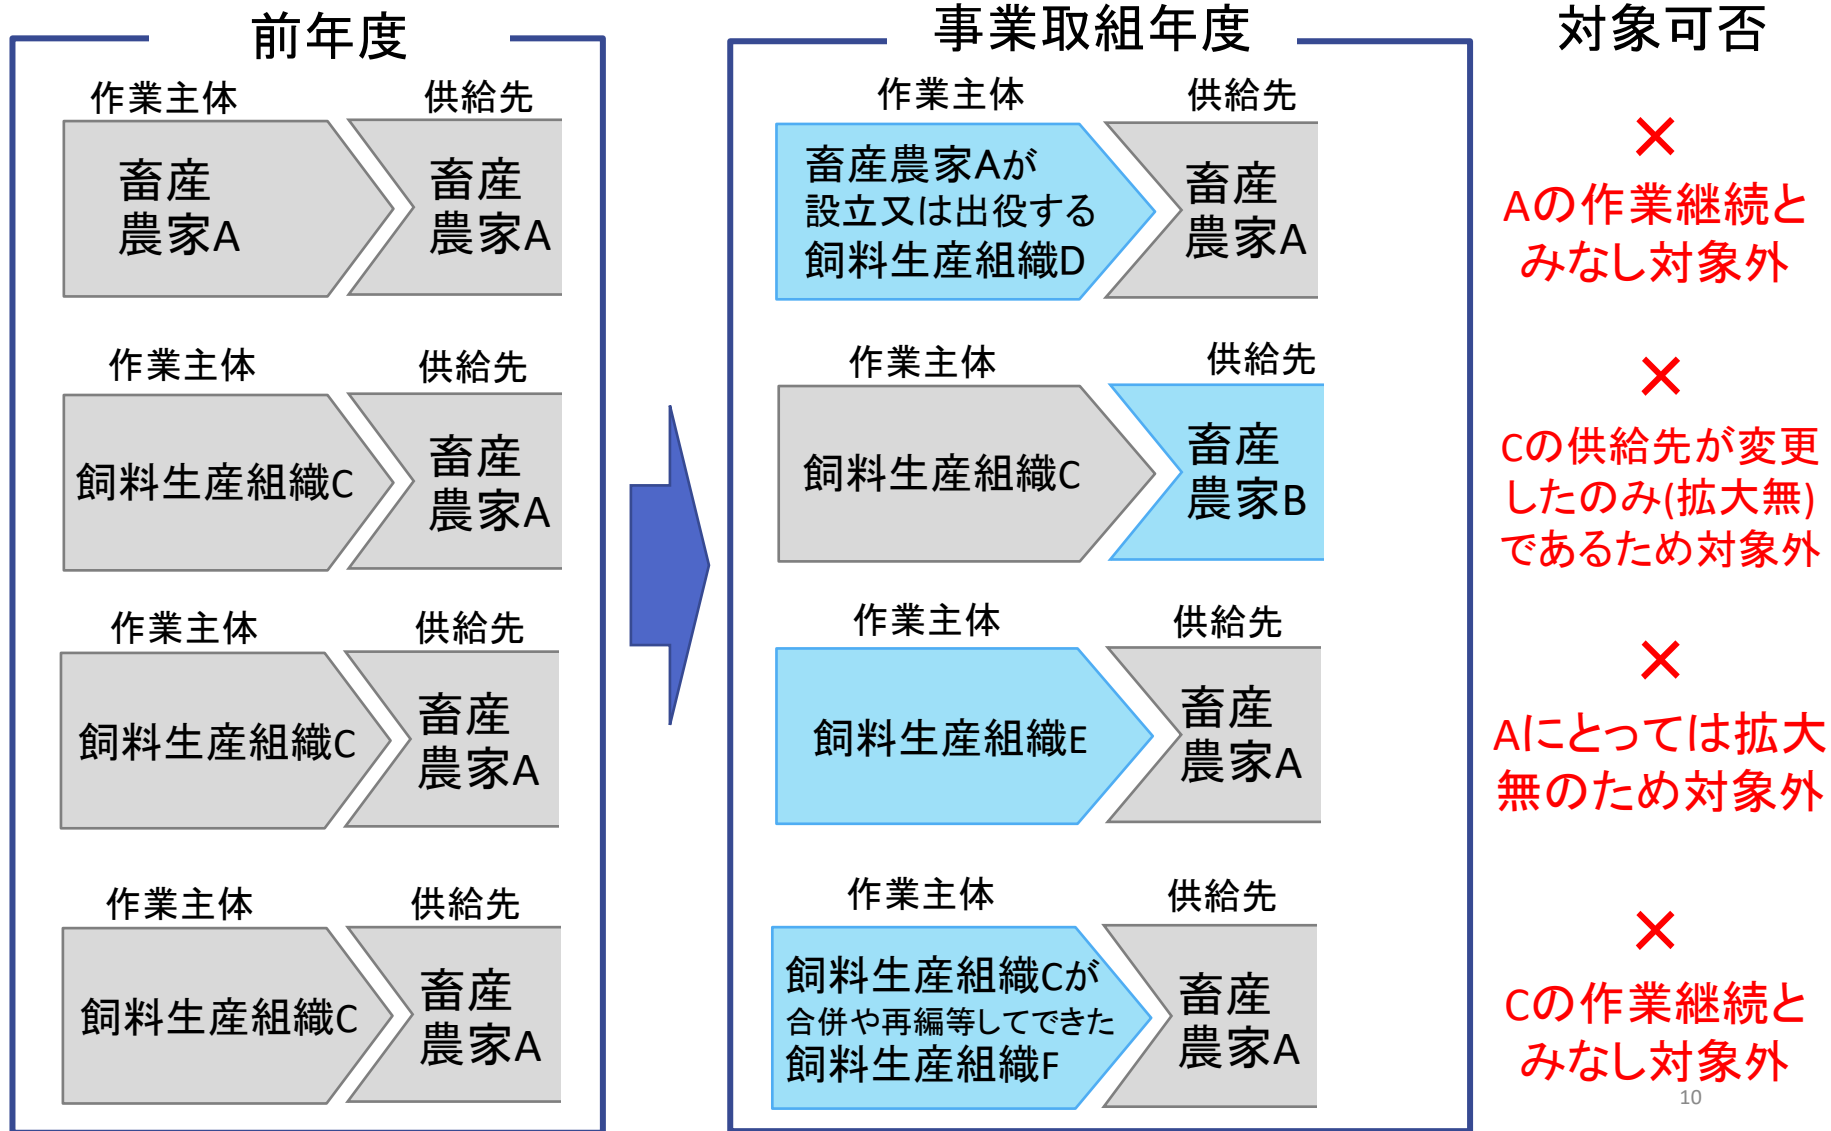 前年度
事業取組年度
対象可否
作業主体
供給先
畜産
農家A
畜産
農家A
作業主体
供給先
畜産農家Aが
設立又は出役する
飼料生産組織D
畜産
農家A
×
Aの作業継続と
みなし対象外
作業主体
供給先
飼料生産組織C
畜産
農家A
作業主体
供給先
飼料生産組織C
畜産
農家B
×
Cの供給先が変更
したのみ(拡大無)
であるため対象外
作業主体
供給先
飼料生産組織C
畜産
農家A
作業主体
供給先
飼料生産組織E
畜産
農家A
×
Aにとっては拡大
無のため対象外
作業主体
供給先
飼料生産組織C
畜産
農家A
作業主体
供給先
飼料生産組織Cが
合併や再編等してできた
飼料生産組織F
畜産
農家A
×
Cの作業継続と
みなし対象外
10